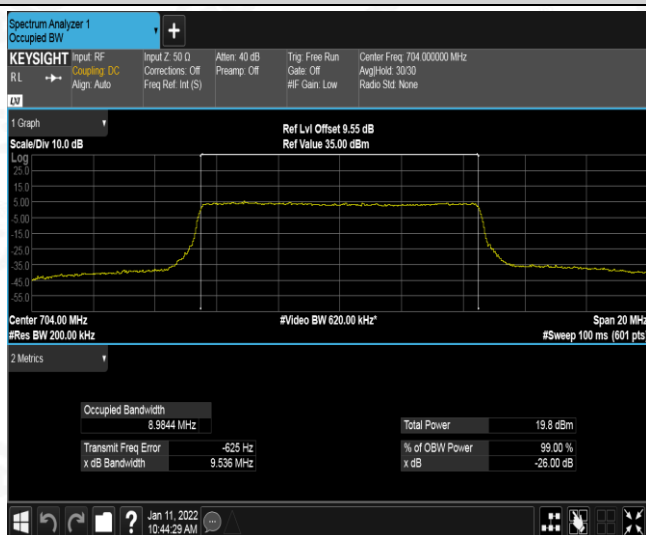 Spectrum Analyzer 1
Occupied BW
KEYSIGHT
RL
LXI
Input: RF
Coupling: DC
Align: Auto
Input Z: 50 Ω
Corrections: Off
Freq Ref: Int (S)
Atten: 40 dB
Preamp: Off
Trig: Free Run
Gate: Off
#IF Gain: Low
Center Freq: 704.000000 MHz
Avg|Hold: 30/30
Radio Std: None
1 Graph
Scale/Div 10.0 dB
Ref Lvl Offset 9.55 dB
Ref Value 35.00 dBm
Log
25.0
15.0
5.00
-5.00
-15.0
-25.0
-35.0
-45.0
-55.0
Center 704.00 MHz
#Res BW 200.00 kHz
#Video BW 620.00 kHz*
Span 20 MHz
#Sweep 100 ms (601 pts)
2 Metrics
Occupied Bandwidth
8.9844 MHz
Transmit Freq Error -625 Hz
x dB Bandwidth 9.536 MHz
Total Power 19.8 dBm
% of OBW Power 99.00 %
x dB -26.00 dB
?
Jan 11, 2022
10:44:29 AM